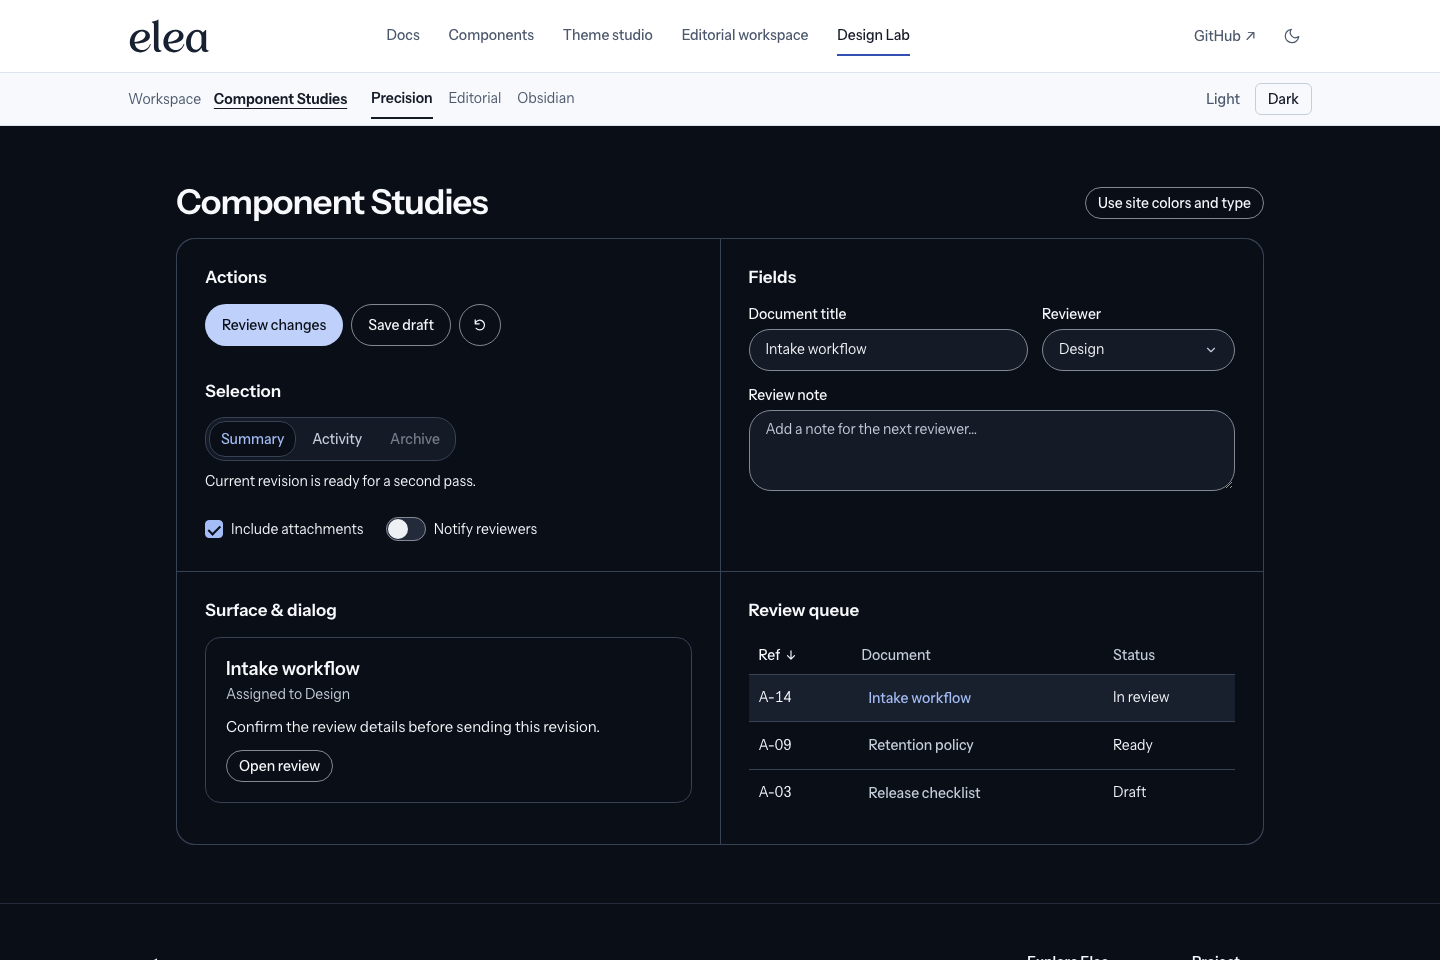 elea
Docs Components Theme studio Editorial workspace Design Lab GitHub ↗
Workspace Component Studies Precision Editorial Obsidian Light Dark
Component Studies
Use site colors and type
Actions
Review changes Save draft
Selection
Summary Activity Archive
Current revision is ready for a second pass.
Include attachments Notify reviewers
Fields
Document title Reviewer
Intake workflow Design
Review note
Add a note for the next reviewer...
Surface & dialog
Intake workflow
Assigned to Design
Confirm the review details before sending this revision.
Open review
Review queue
Ref ↓ Document Status
A-14 Intake workflow In review
A-09 Retention policy Ready
A-03 Release checklist Draft
Explore Elea Project